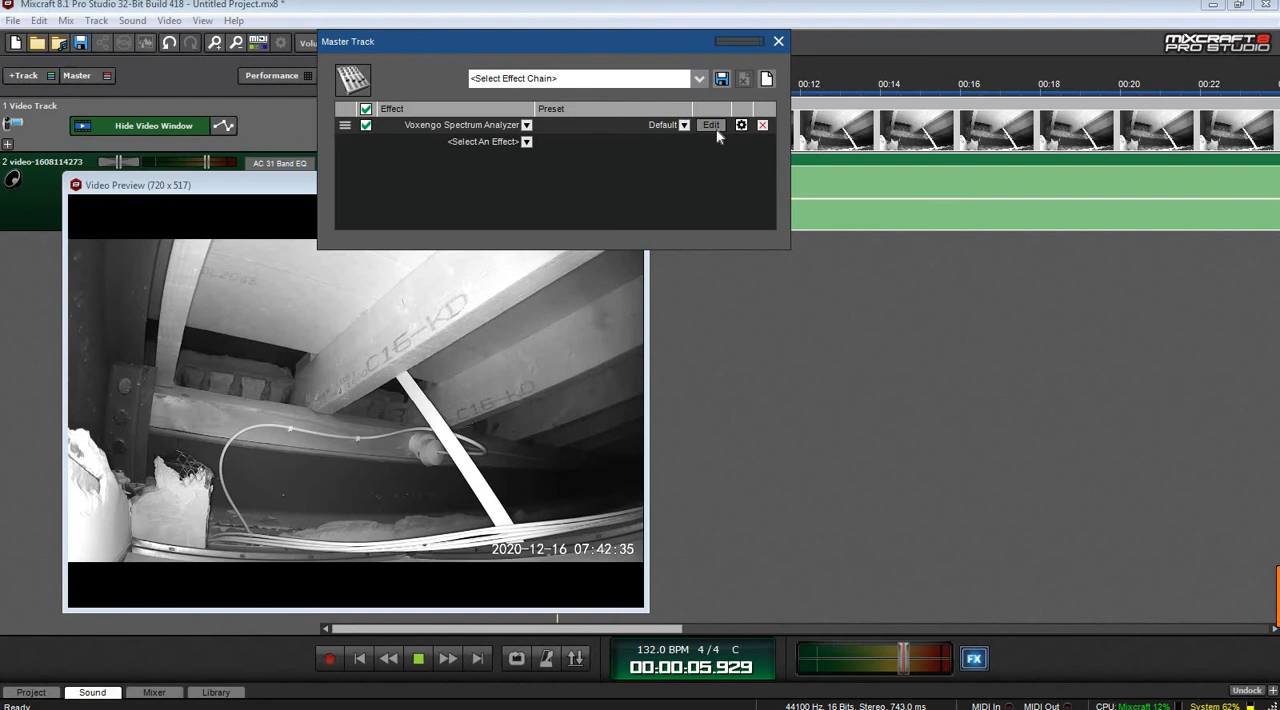 Mixcraft 8.1 Pro Studio 32-Bit Build 418 - Untitled Project.mx8 *
File Edit Mix Track Sound Video View Help
Volu
MIXCRAFT 8
PRO STUDIO
+Track Master Performance
00:12 00:14 00:16 00:18 00:20 00:22
1 Video Track
Hide Video Window
2 video-1608114273
AC 31 Band EQ
Master Track
<Select Effect Chain>
Effect Preset
Voxengo Spectrum Analyzer Default Edit
<Select An Effect>
Video Preview (720 x 517)
C16-KD
C16-KD
2020-12-16 07:42:35
132.0 BPM 4 / 4 C
00:00:05.929
FX
Project Sound Mixer Library
Undock
Ready
44100 Hz, 16 Bits, Stereo, 743.0 ms. MIDI In MIDI Out CPU: Mixcraft 12% System 62%